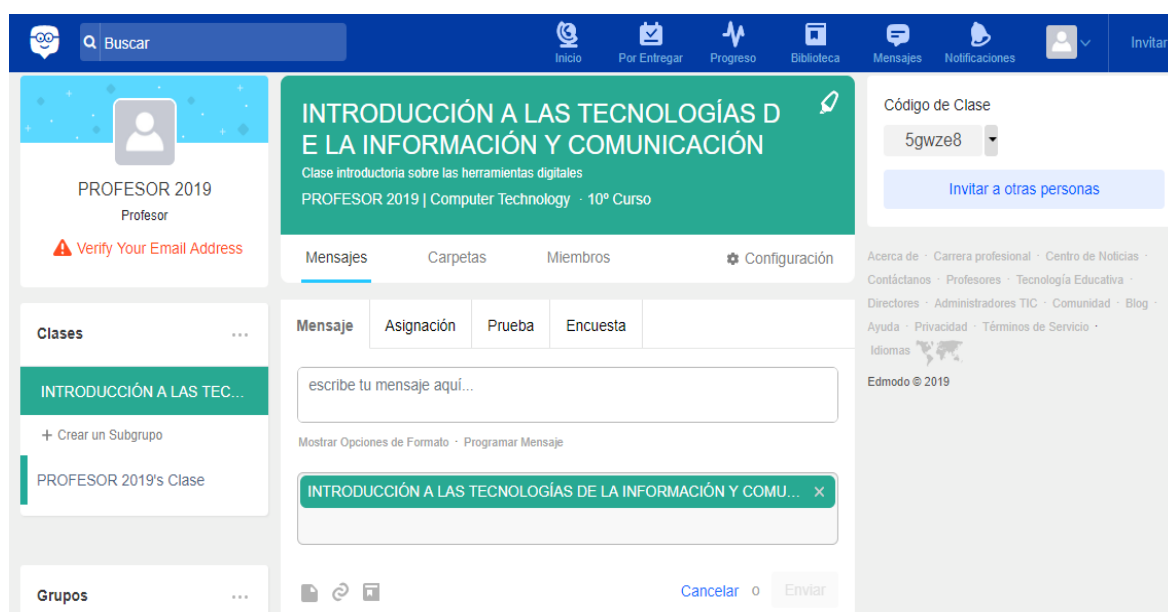 Buscar
Inicio
Por Entregar
Progreso
Biblioteca
Mensajes
Notificaciones
Invitar
PROFESOR 2019
Profesor
Verify Your Email Address
Clases
INTRODUCCIÓN A LAS TEC...
+ Crear un Subgrupo
PROFESOR 2019's Clase
Grupos
INTRODUCCIÓN A LAS TECNOLOGÍAS D
E LA INFORMACIÓN Y COMUNICACIÓN
Clase introductoria sobre las herramientas digitales
PROFESOR 2019 | Computer Technology · 10º Curso
Mensajes Carpetas Miembros Configuración
Mensaje Asignación Prueba Encuesta
escribe tu mensaje aquí...
Mostrar Opciones de Formato · Programar Mensaje
INTRODUCCIÓN A LAS TECNOLOGÍAS DE LA INFORMACIÓN Y COMU... ×
Cancelar o Enviar
Código de Clase
5gwze8
Invitar a otras personas
Acerca de · Carrera profesional · Centro de Noticias ·
Contáctanos · Profesores · Tecnología Educativa ·
Directores · Administradores TIC · Comunidad · Blog ·
Ayuda · Privacidad · Términos de Servicio ·
Idiomas
Edmodo © 2019